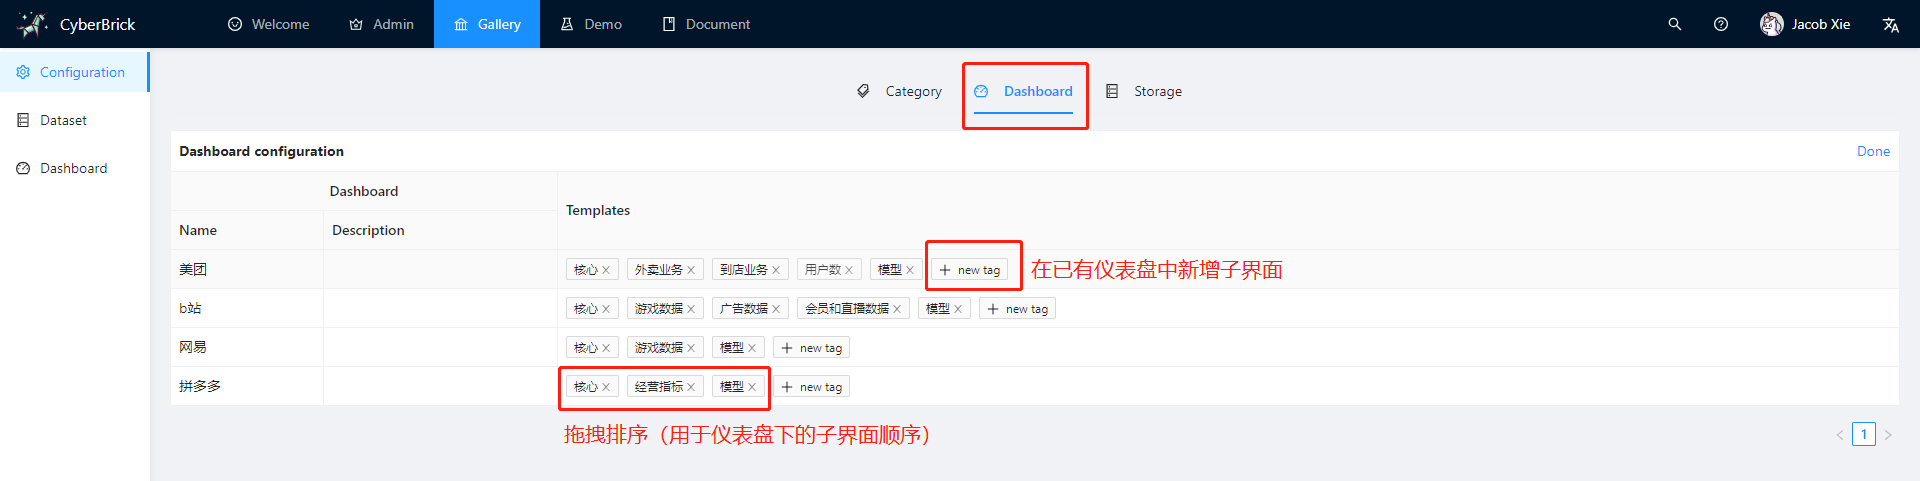 CyberBrick Welcome Admin Gallery Demo Document Jacob Xie
Configuration
Dataset
Dashboard
Category Dashboard Storage
Dashboard configuration Done
Dashboard
Templates
Name Description
美团 核心 外卖业务 到店业务 用户数 模型 + new tag 在已有仪表盘中新增子界面
b站 核心 游戏数据 广告数据 会员和直播数据 模型 + new tag
网易 核心 游戏数据 模型 + new tag
拼多多 核心 经营指标 模型 + new tag
拖拽排序（用于仪表盘下的子界面顺序）
< 1 >